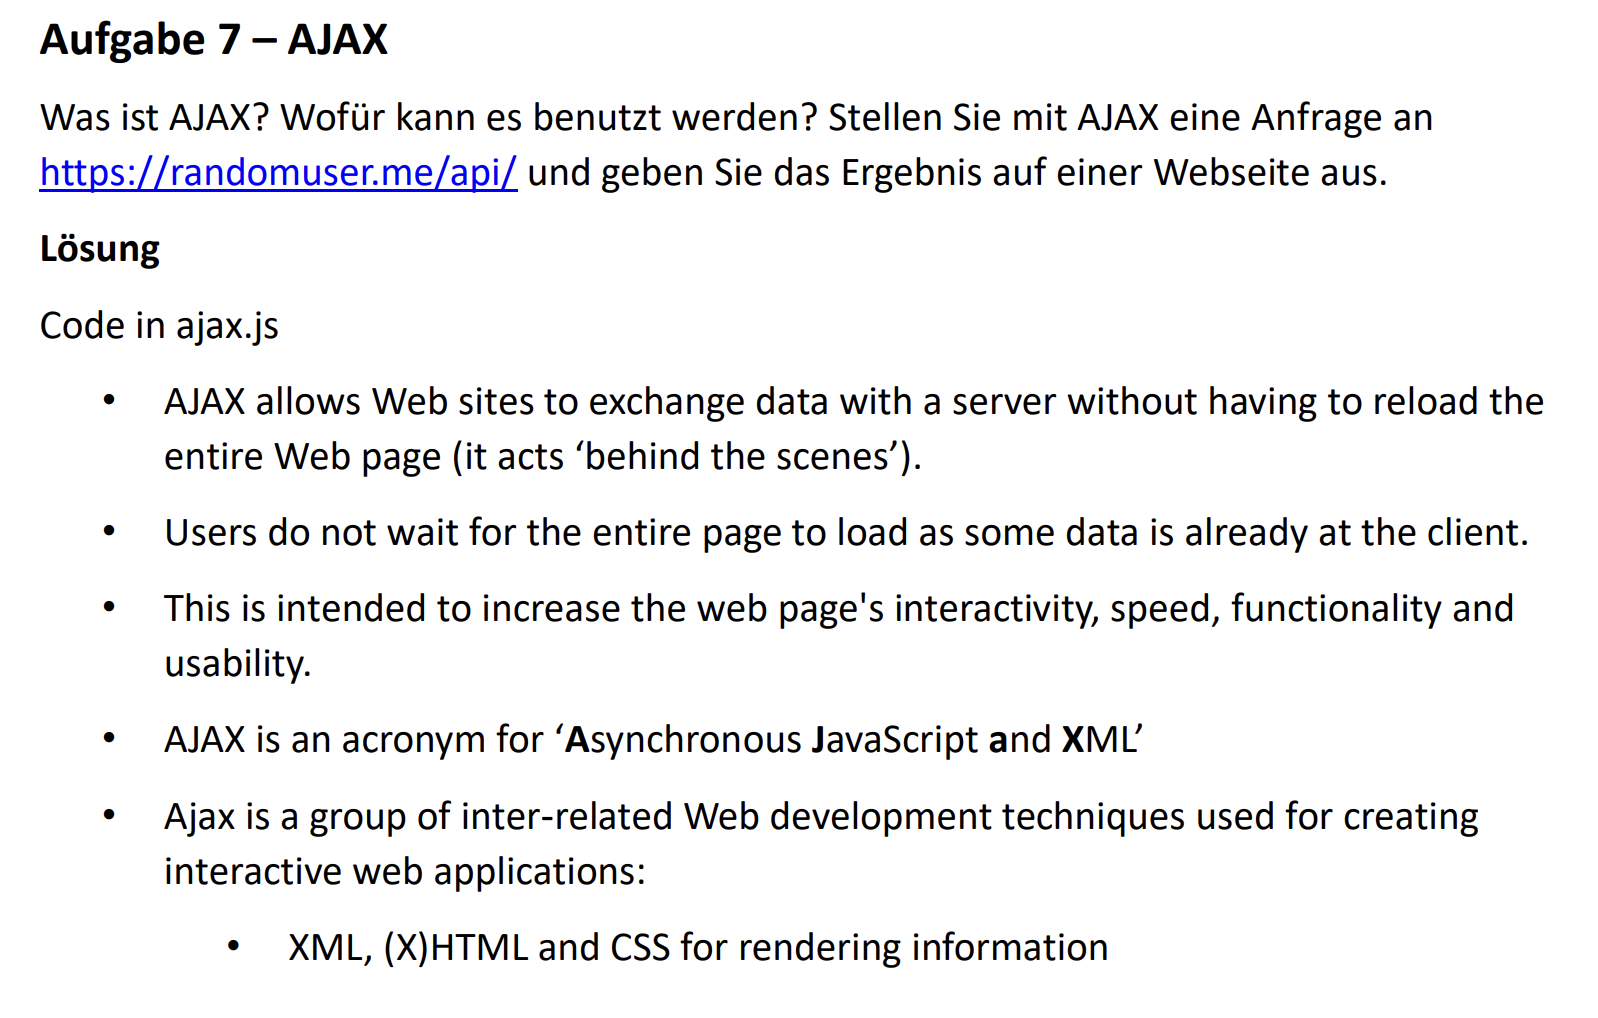 Aufgabe 7 – AJAX
Was ist AJAX? Wofür kann es benutzt werden? Stellen Sie mit AJAX eine Anfrage an
https://randomuser.me/api/ und geben Sie das Ergebnis auf einer Webseite aus.
Lösung
Code in ajax.js
• AJAX allows Web sites to exchange data with a server without having to reload the
entire Web page (it acts ‘behind the scenes’).
• Users do not wait for the entire page to load as some data is already at the client.
• This is intended to increase the web page's interactivity, speed, functionality and
usability.
• AJAX is an acronym for ‘Asynchronous JavaScript and XML’
• Ajax is a group of inter-related Web development techniques used for creating
interactive web applications:
• XML, (X)HTML and CSS for rendering information